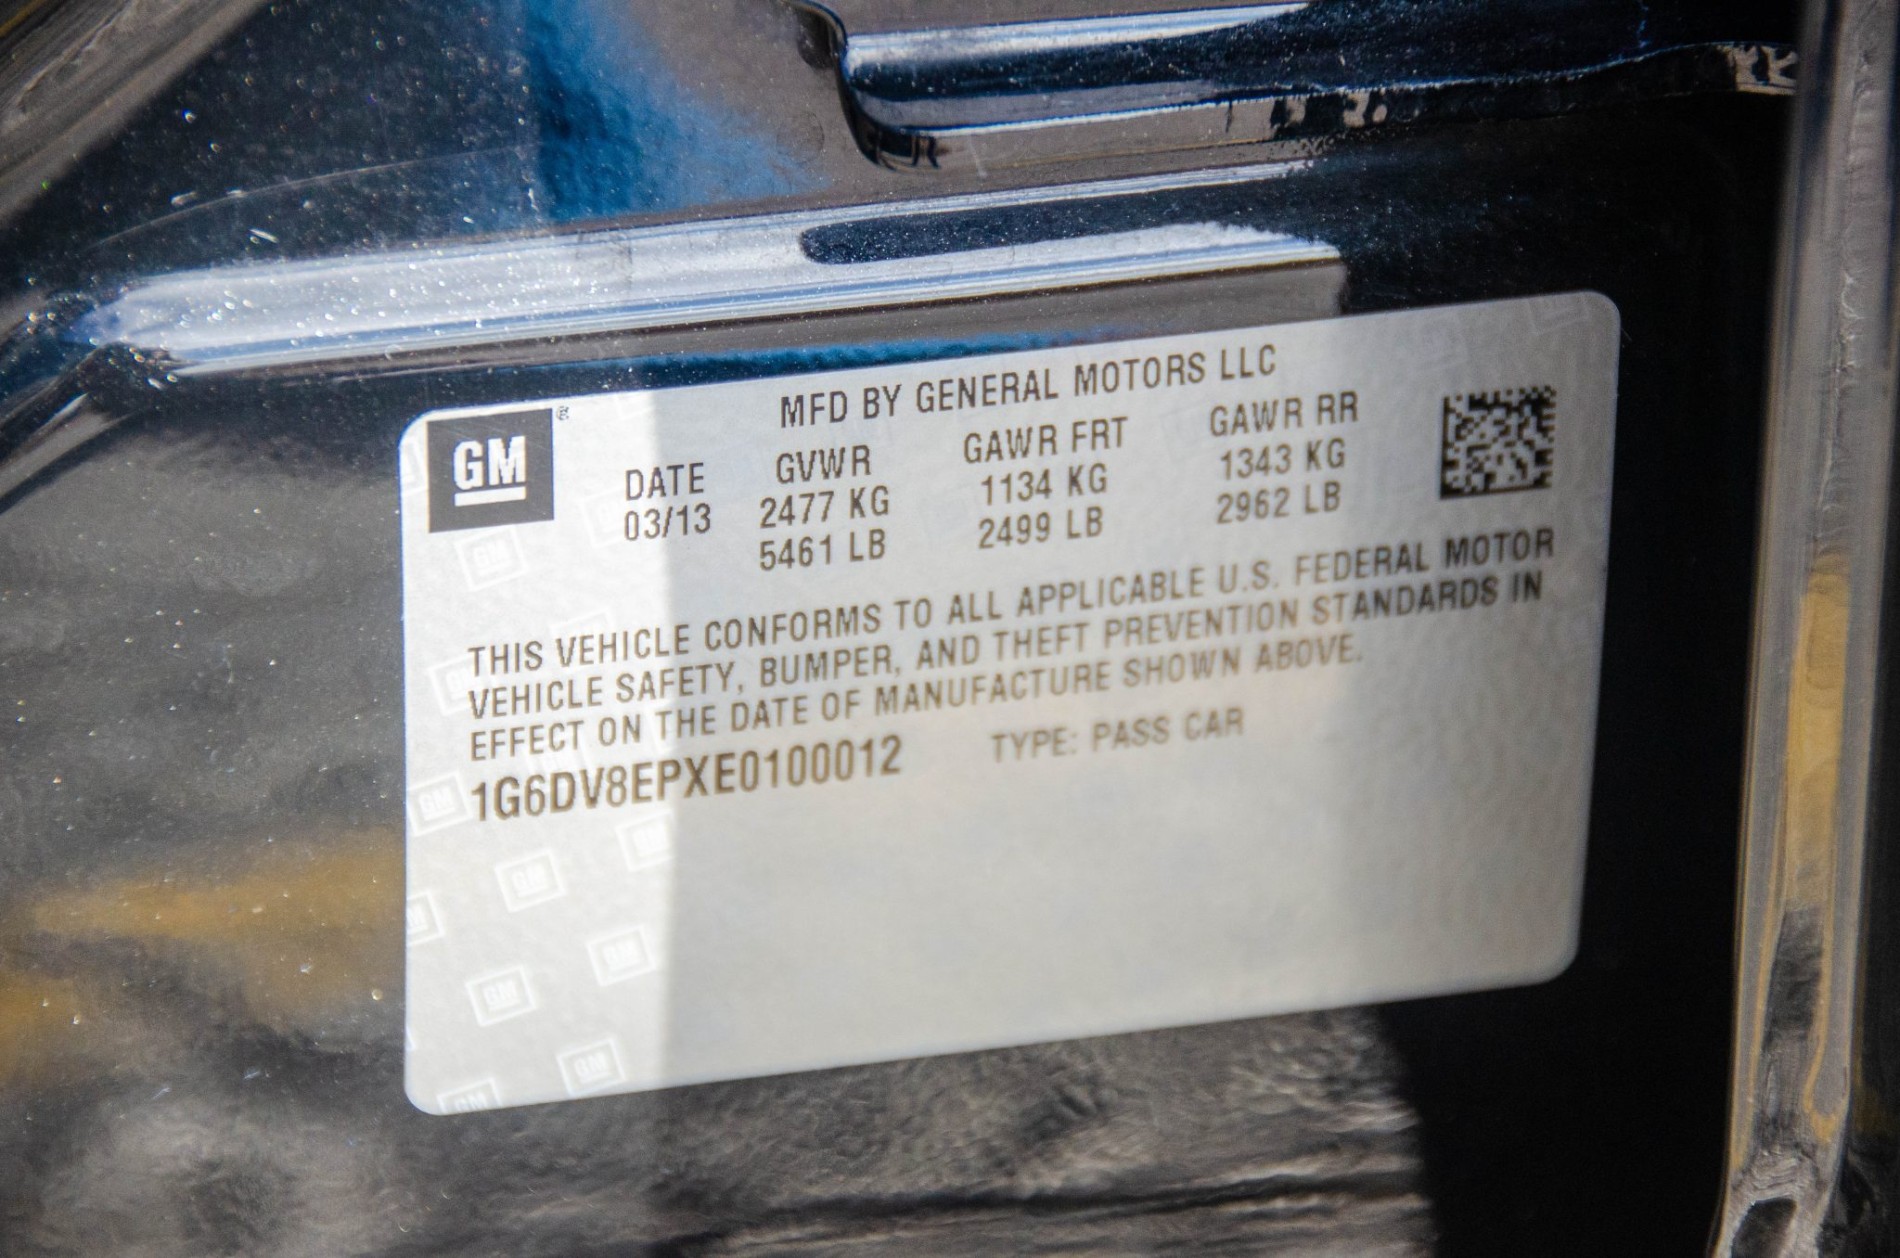 GM ®
MFD BY GENERAL MOTORS LLC
DATE GVWR GAWR FRT GAWR RR
03/13 2477 KG 1134 KG 1343 KG
5461 LB 2499 LB 2962 LB
THIS VEHICLE CONFORMS TO ALL APPLICABLE U.S. FEDERAL MOTOR
VEHICLE SAFETY, BUMPER, AND THEFT PREVENTION STANDARDS IN
EFFECT ON THE DATE OF MANUFACTURE SHOWN ABOVE.
1G6DV8EPXE0100012 TYPE: PASS CAR